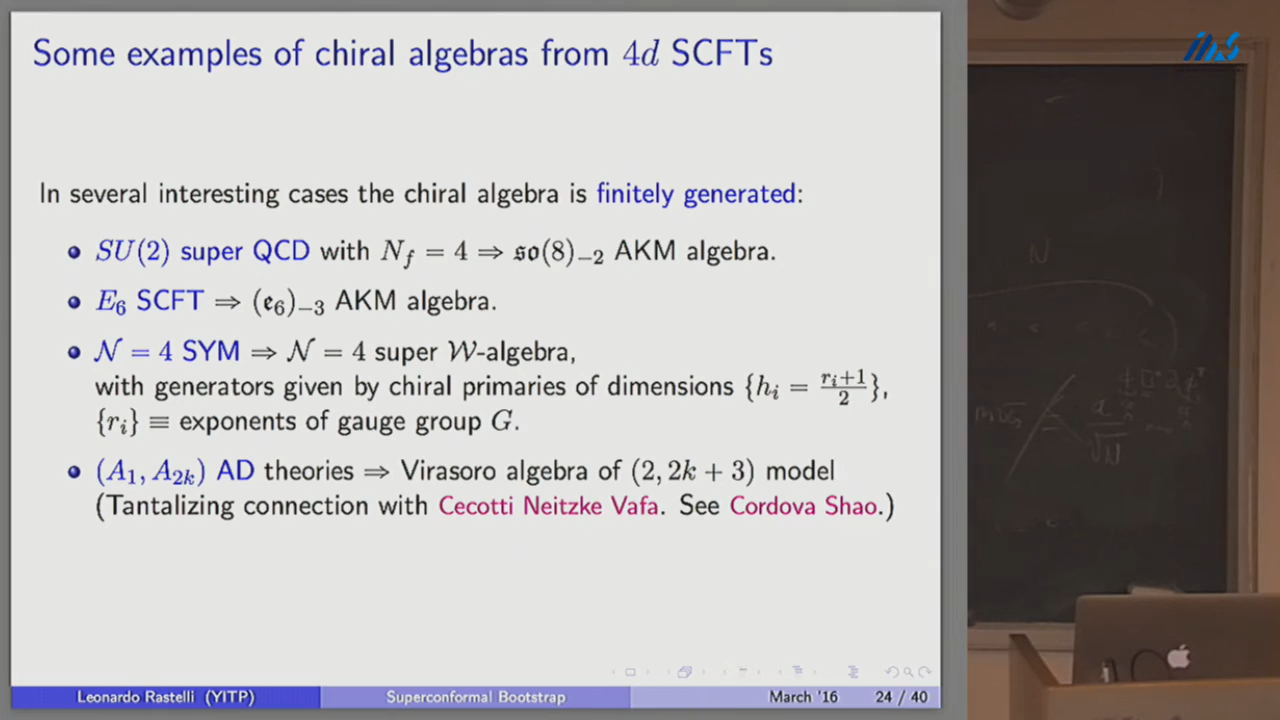 Some examples of chiral algebras from 4d SCFTs
In several interesting cases the chiral algebra is finitely generated:
SU(2) super QCD with N_f = 4 ⇒ 𝔰𝔬(8)_{−2} AKM algebra.
E_6 SCFT ⇒ (𝔢_6)_{−3} AKM algebra.
𝒩 = 4 SYM ⇒ 𝒩 = 4 super 𝒲-algebra,
with generators given by chiral primaries of dimensions {h_i = \frac{r_i+1}{2}},
{r_i} ≡ exponents of gauge group G.
(A_1, A_{2k}) AD theories ⇒ Virasoro algebra of (2, 2k + 3) model
(Tantalizing connection with Cecotti Neitzke Vafa. See Cordova Shao.)
Leonardo Rastelli (YITP) Superconformal Bootstrap March '16 24 / 40
N